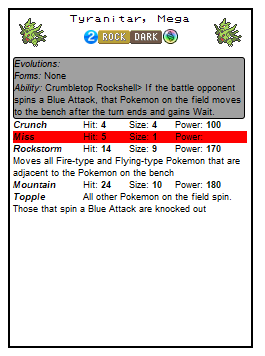 Tyranitar, Mega
2 ROCK DARK
Evolutions:
Forms: None
Ability: Crumbletop Rockshell> If the battle opponent
spins a Blue Attack, that Pokemon on the field moves
to the bench after the turn ends and gains Wait.
Crunch Hit: 4 Size: 4 Power: 100
Miss Hit: 5 Size: 1 Power:
Rockstorm Hit: 14 Size: 9 Power: 170
Moves all Fire-type and Flying-type Pokemon that are
adjacent to the Pokemon on the bench
Mountain Hit: 24 Size: 10 Power: 180
Topple All other Pokemon on the field spin.
Those that spin a Blue Attack are knocked out